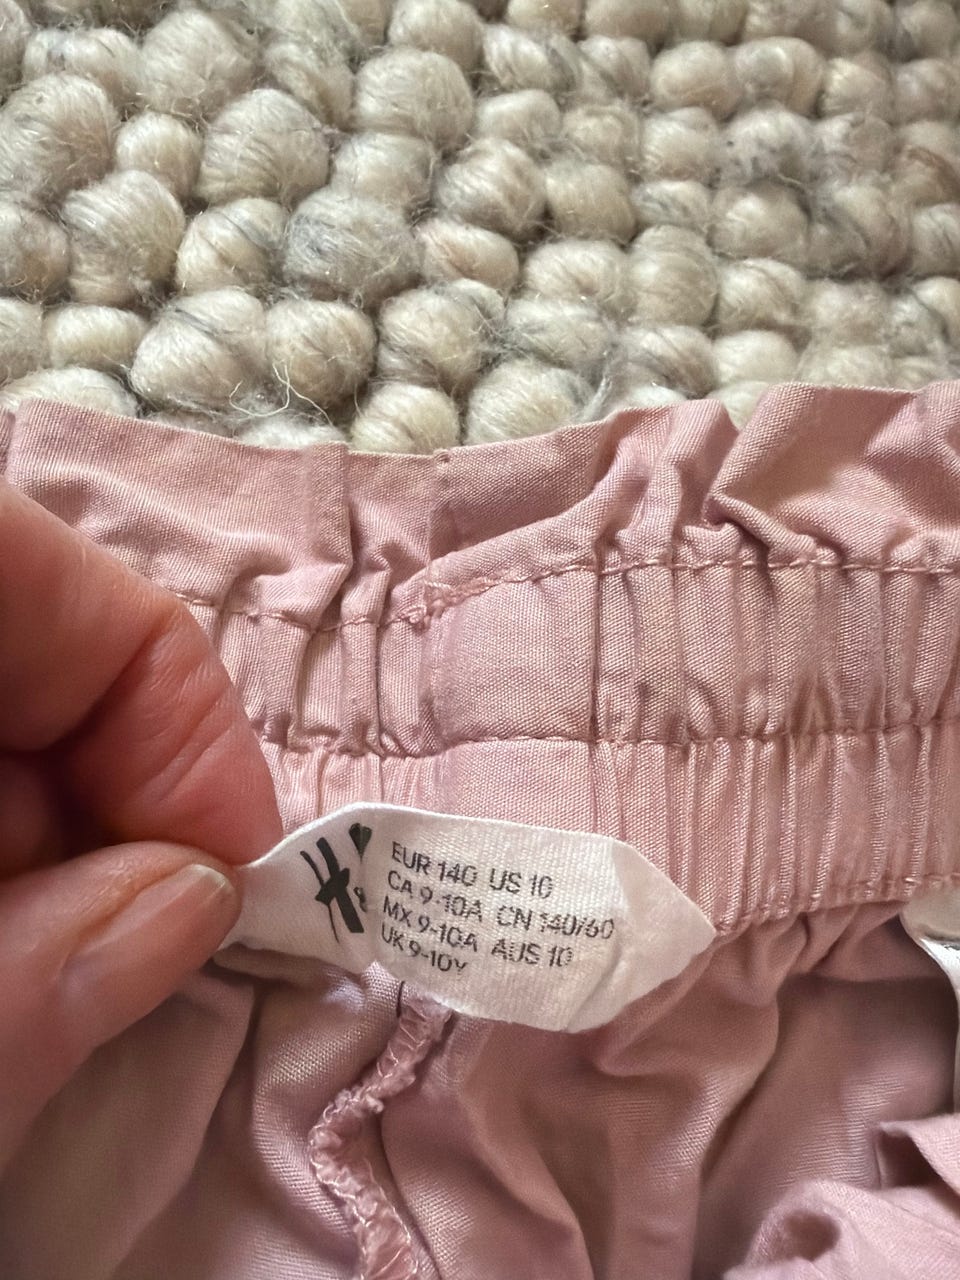 H&
EUR 140 US 10
CA 9-10A CN 140/60
MX 9-10A AUS 10
UK 9-10Y